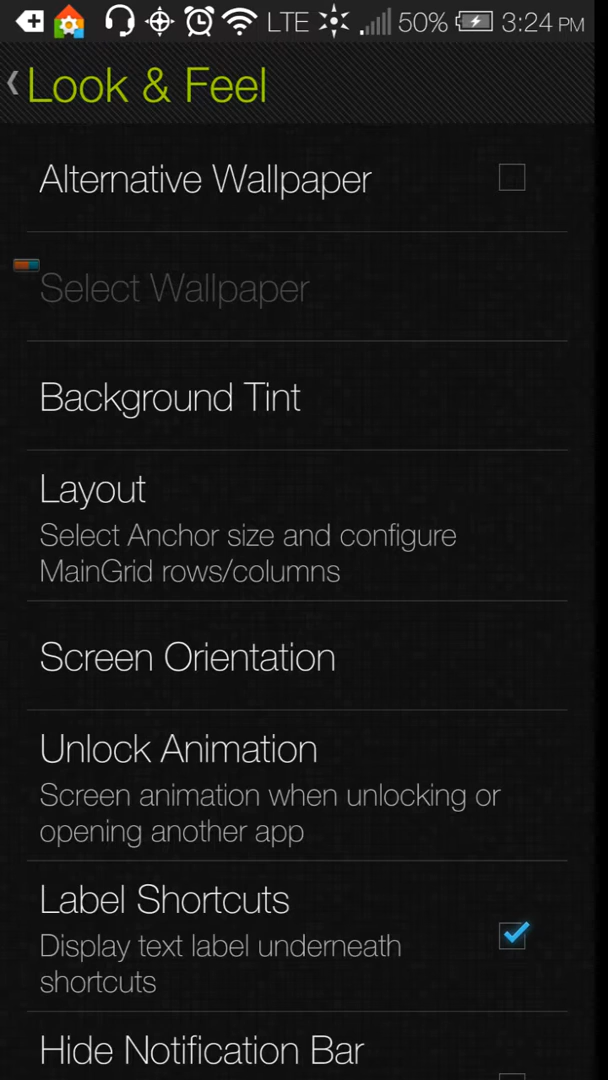 LTE 50% 3:24 PM
Look & Feel
Alternative Wallpaper
Select Wallpaper
Background Tint
Layout
Select Anchor size and configure
MainGrid rows/columns
Screen Orientation
Unlock Animation
Screen animation when unlocking or
opening another app
Label Shortcuts
Display text label underneath
shortcuts
Hide Notification Bar